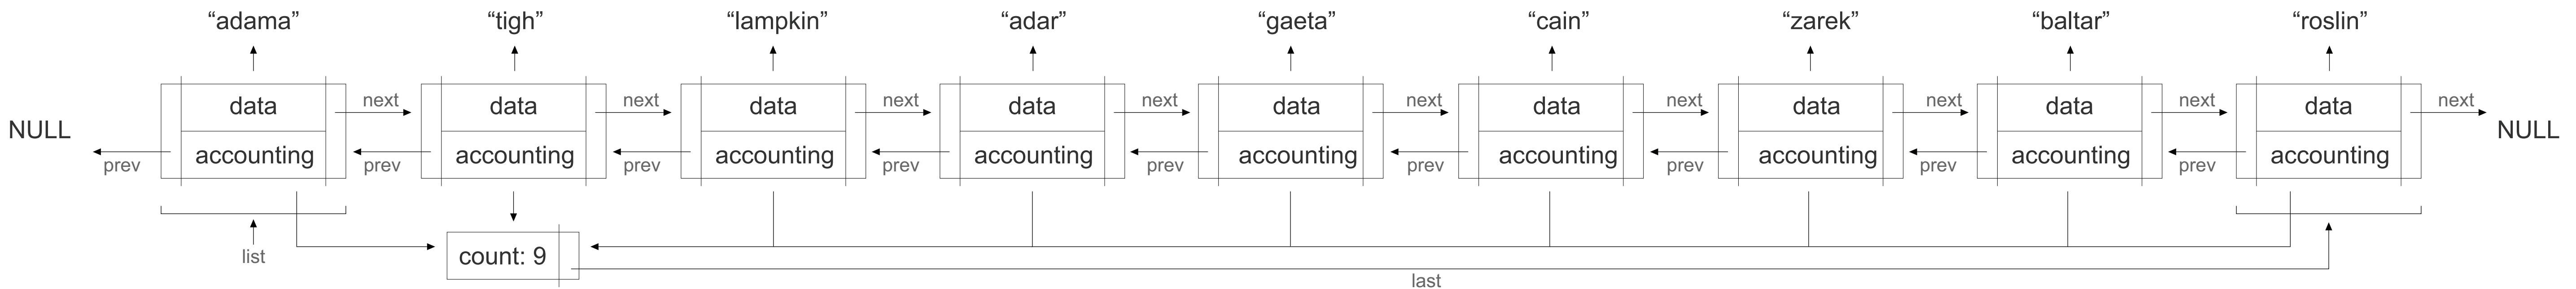 “adama” “tigh” “lampkin” “adar” “gaeta” “cain” “zarek” “baltar” “roslin”
data next data next data next data next data next data next data next data next data next
NULL NULL
prev accounting prev accounting prev accounting prev accounting prev accounting prev accounting prev accounting prev accounting prev accounting
list count: 9
last